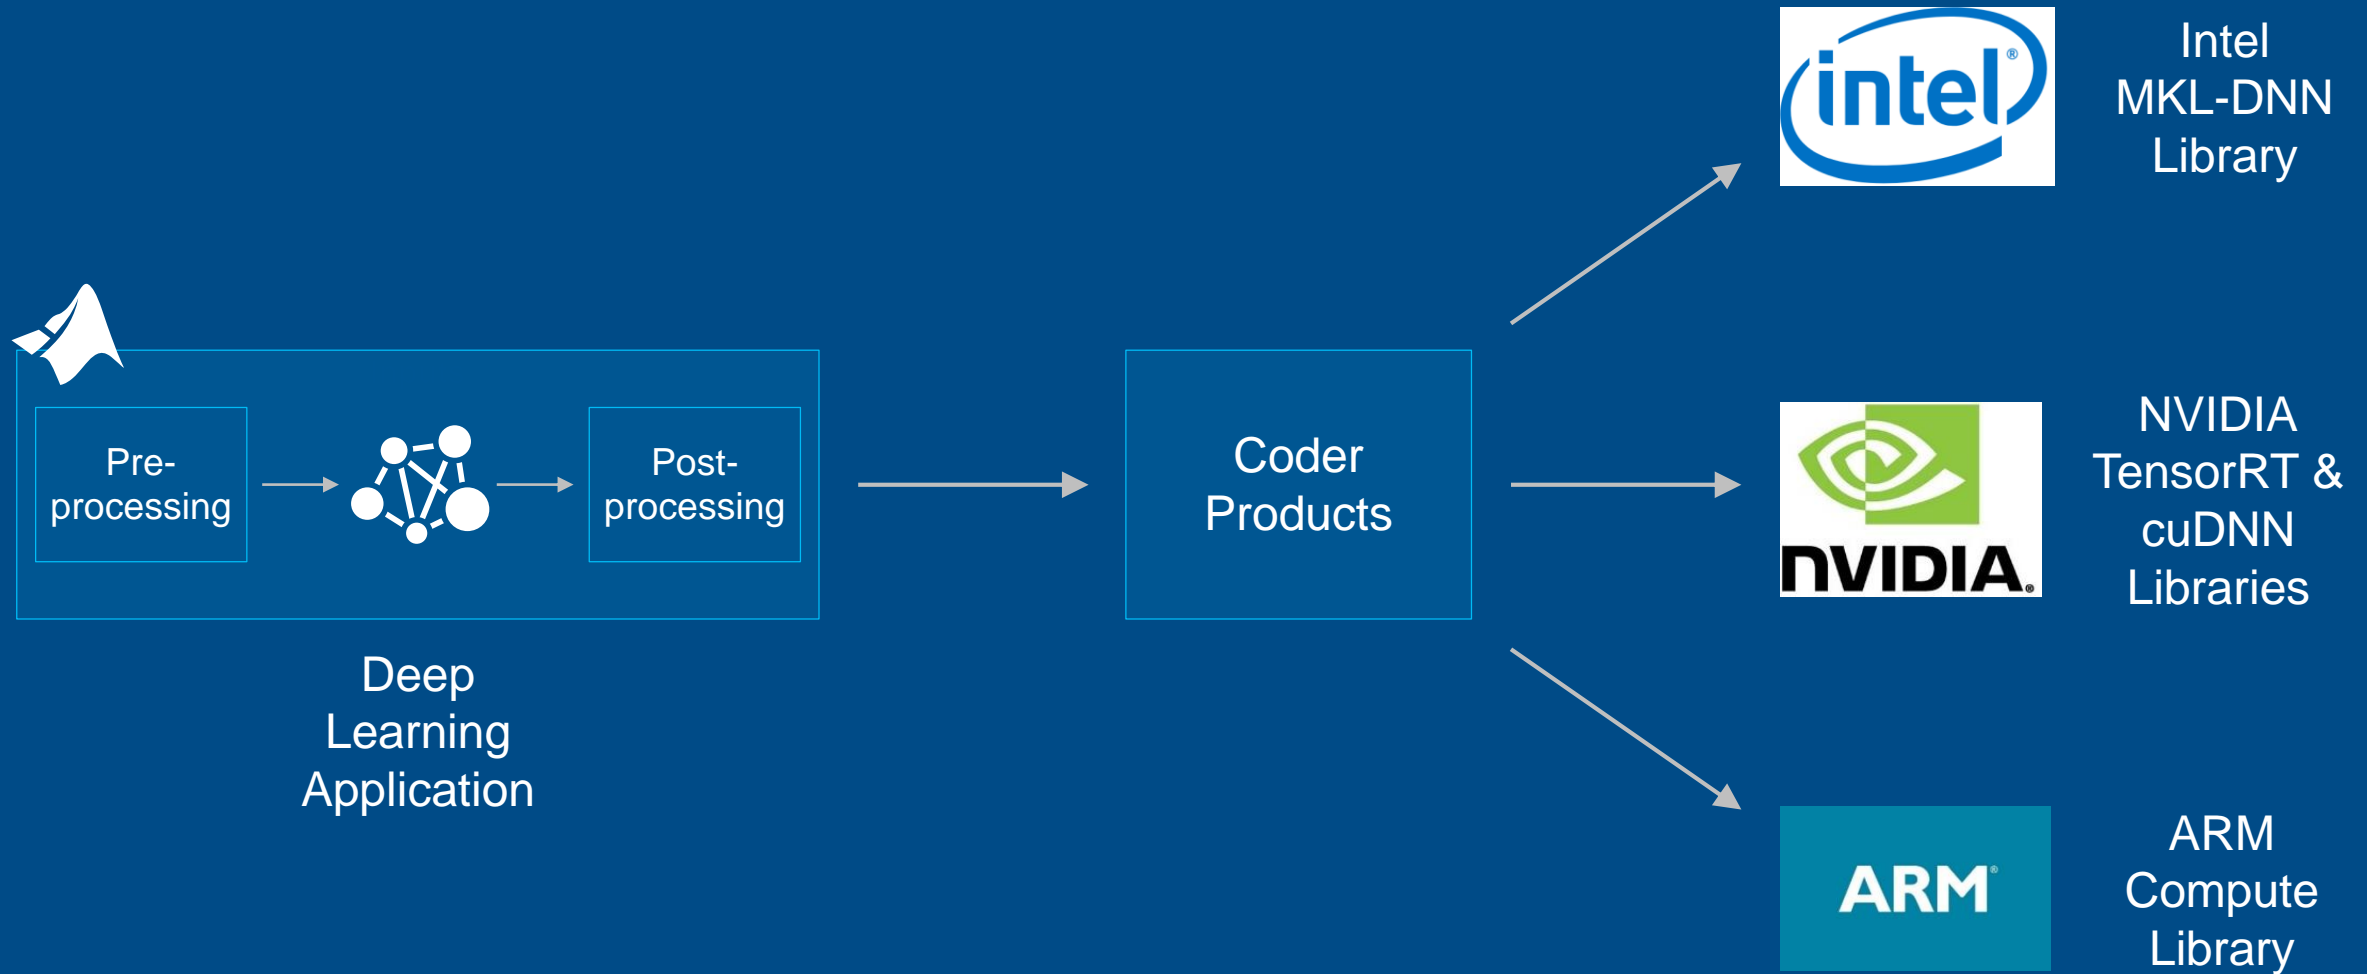 Pre-
processing
Post-
processing
Deep
Learning
Application
Coder
Products
intel®
Intel
MKL-DNN
Library
NVIDIA®
NVIDIA
TensorRT &
cuDNN
Libraries
ARM®
ARM
Compute
Library